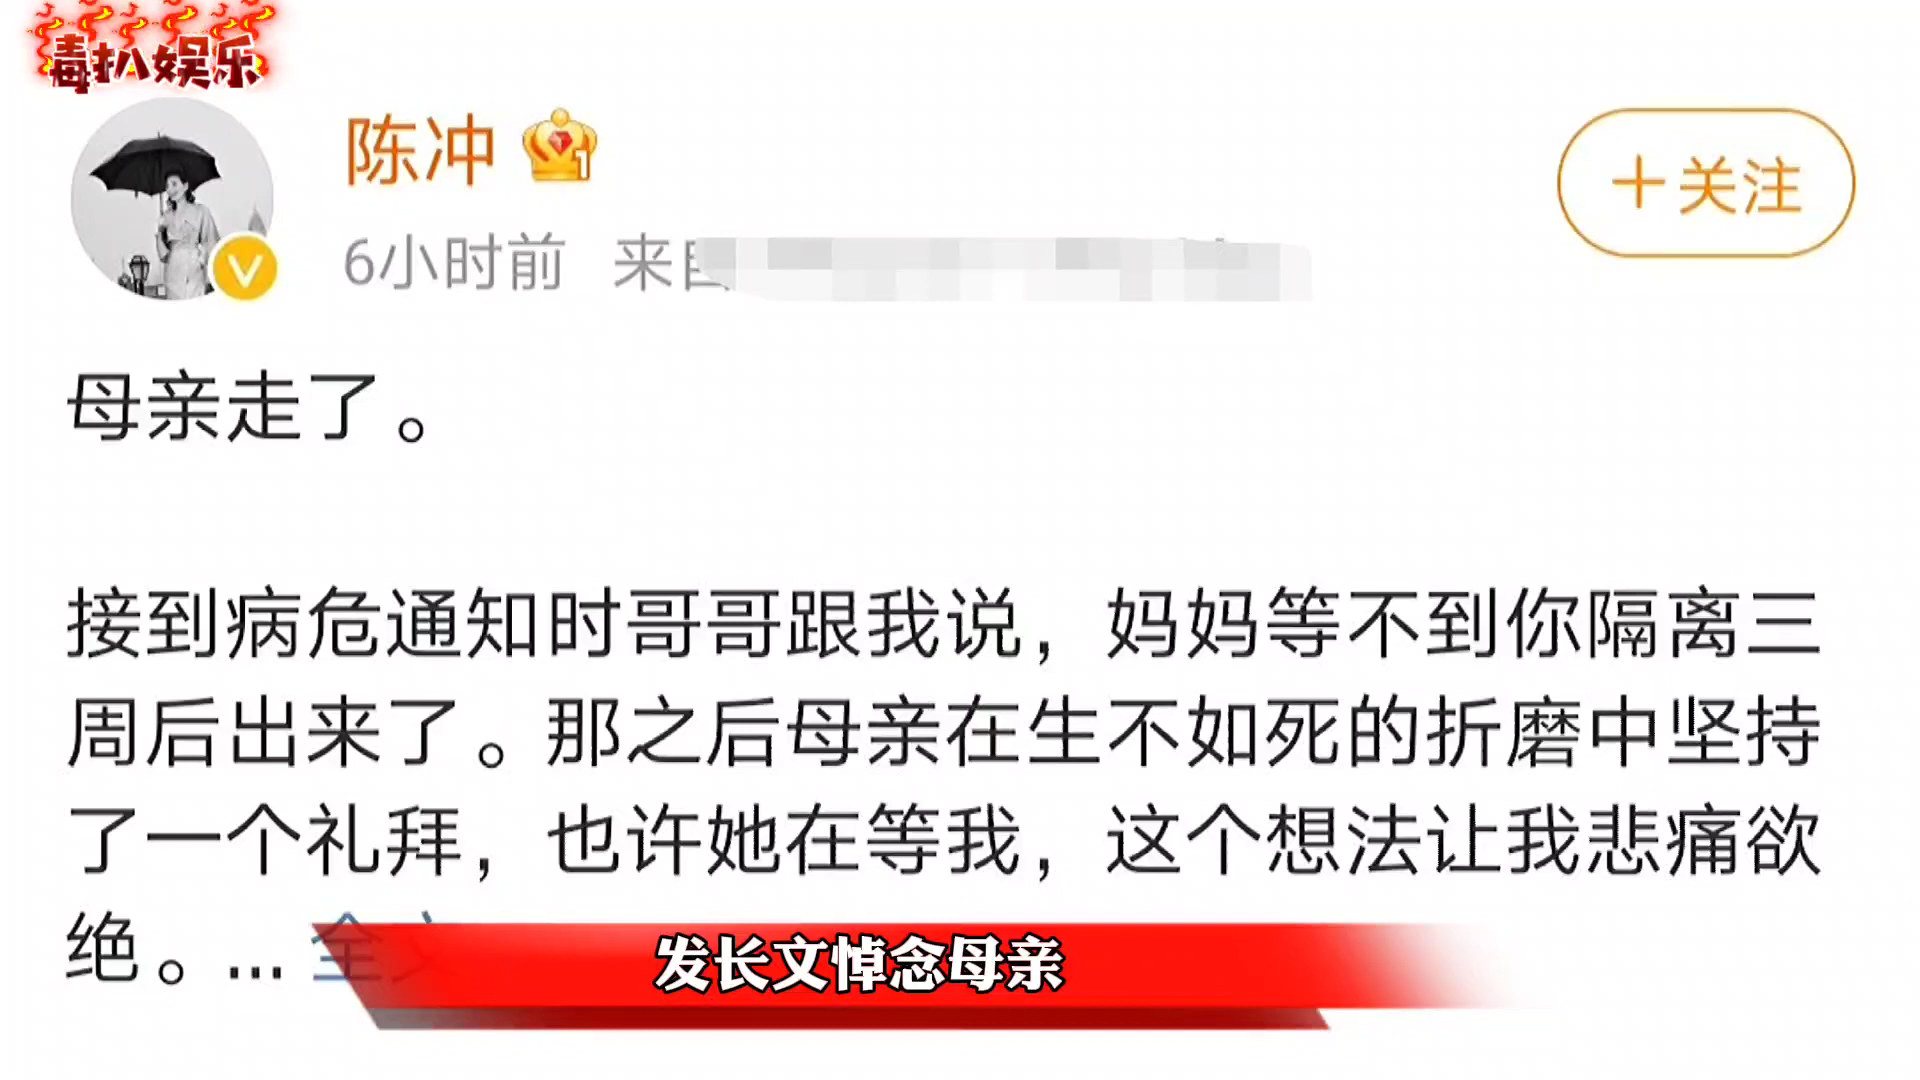 毒扒娱乐
陈冲
1
V
+关注
6小时前 来自
母亲走了。
接到病危通知时哥哥跟我说，妈妈等不到你隔离三
周后出来了。那之后母亲在生不如死的折磨中坚持
了一个礼拜，也许她在等我，这个想法让我悲痛欲
绝。... 全文
发长文悼念母亲